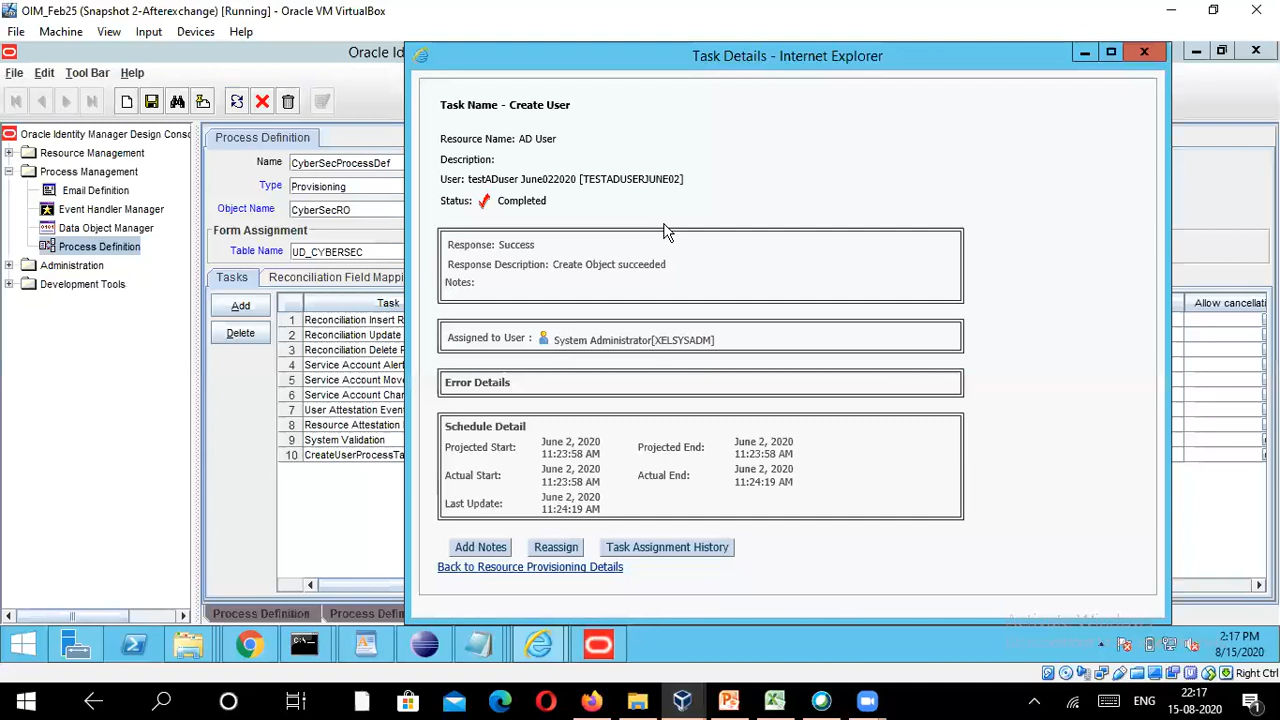 OIM_Feb25 (Snapshot 2-Afterexchange) [Running] - Oracle VM VirtualBox
File Machine View Input Devices Help
Oracle Id
Task Details - Internet Explorer
File Edit Tool Bar Help
Oracle Identity Manager Design Conso
Resource Management
Process Management
Email Definition
Event Handler Manager
Data Object Manager
Process Definition
Administration
Development Tools
Process Definition
Name CyberSecProcessDef
Type Provisioning
Object Name CyberSecRO
Form Assignment
Table Name UD_CYBERSEC
Tasks Reconciliation Field Mappi
Add
Delete
Task
Allow cancellati
1 Reconciliation Insert R
2 Reconciliation Update
3 Reconciliation Delete
4 Service Account Alert
5 Service Account Mov
6 Service Account Char
7 User Attestation Event
8 Resource Attestation
9 System Validation
10 CreateUserProcessTa
Process Definition Process Defin
Task Name - Create User
Resource Name: AD User
Description:
User: testADuser June022020 [TESTADUSERJUNE02]
Status: Completed
Response: Success
Response Description: Create Object succeeded
Notes:
Assigned to User : System Administrator[XELSYSADM]
Error Details
Schedule Detail
Projected Start: June 2, 2020 11:23:58 AM Projected End: June 2, 2020 11:23:58 AM
Actual Start: June 2, 2020 11:23:58 AM Actual End: June 2, 2020 11:24:19 AM
Last Update: June 2, 2020 11:24:19 AM
Add Notes Reassign Task Assignment History
Back to Resource Provisioning Details
2:17 PM
8/15/2020
Right Ctrl
ENG
22:17
15-08-2020